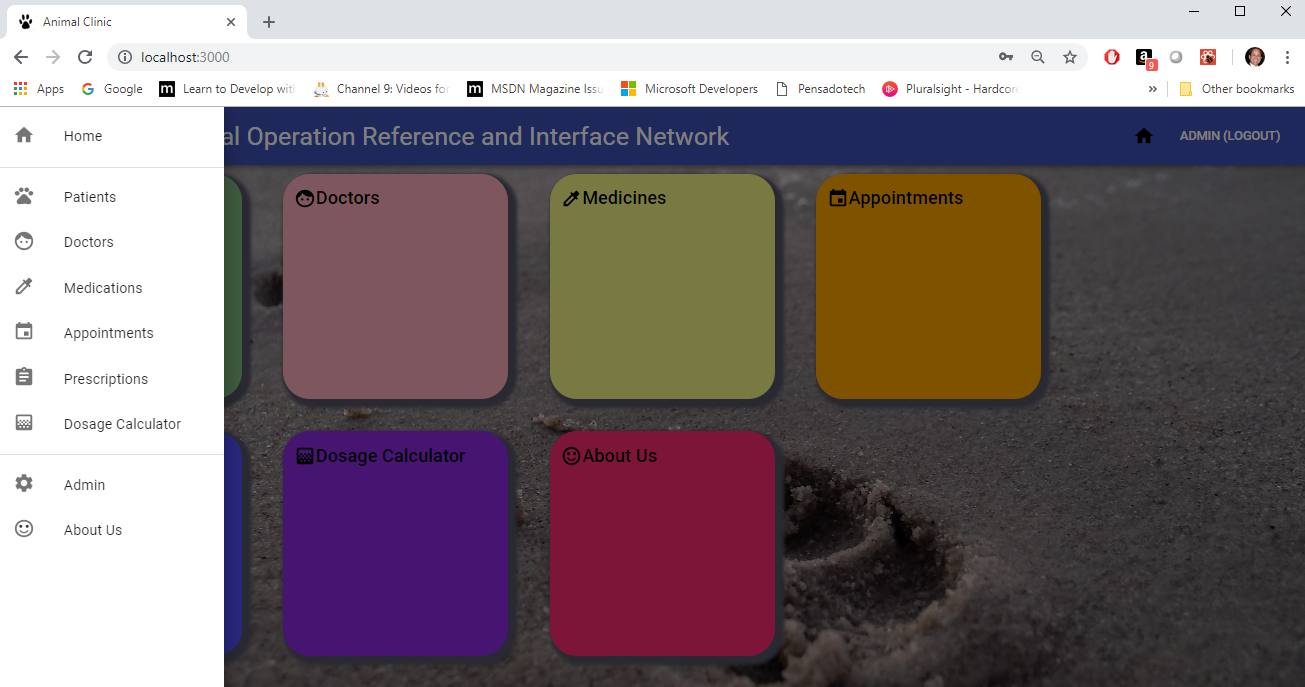 Animal Clinic
localhost:3000
9
Apps
Google
Learn to Develop with
Channel 9: Videos fo
MSDN Magazine Issu
Microsoft Developers
Pensadotech
Pluralsight - Hardcor
»
Other bookmarks
al Operation Reference and Interface Network
ADMIN (LOGOUT)
Home
Patients
Doctors
Medications
Appointments
Prescriptions
Dosage Calculator
Admin
About Us
Doctors
Medicines
Appointments
Dosage Calculator
About Us